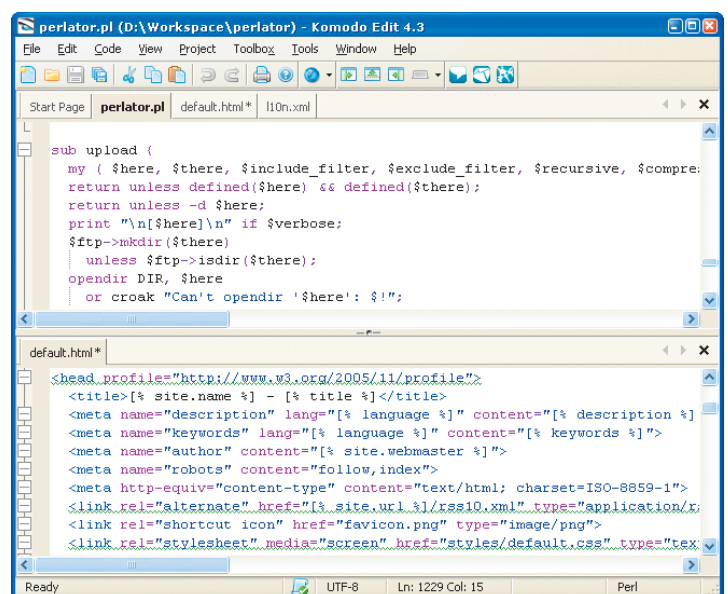 perlator.pl (D:\Workspace\perlator) - Komodo Edit 4.3
File Edit Code View Project Toolbox Tools Window Help
Start Page perlator.pl default.html* l10n.xml
sub upload {
my ( $here, $there, $include_filter, $exclude_filter, $recursive, $compre
return unless defined($here) && defined($there);
return unless -d $here;
print "\n[$here]\n" if $verbose;
$ftp->mkdir($there)
unless $ftp->isdir($there);
opendir DIR, $here
or croak "Can't opendir '$here': $!";
default.html*
<head profile="http://www.w3.org/2005/11/profile">
<title>[% site.name %] - [% title %]</title>
<meta name="description" lang="[% language %]" content="[% description %]
<meta name="keywords" lang="[% language %]" content="[% keywords %]">
<meta name="author" content="[% site.webmaster %]">
<meta name="robots" content="follow,index">
<meta http-equiv="content-type" content="text/html; charset=ISO-8859-1">
<link rel="alternate" href="[% site.url %]/rss10.xml" type="application/r
<link rel="shortcut icon" href="favicon.png" type="image/png">
<link rel="stylesheet" media="screen" href="styles/default.css" type="tex
Ready UTF-8 Ln: 1229 Col: 15 Perl